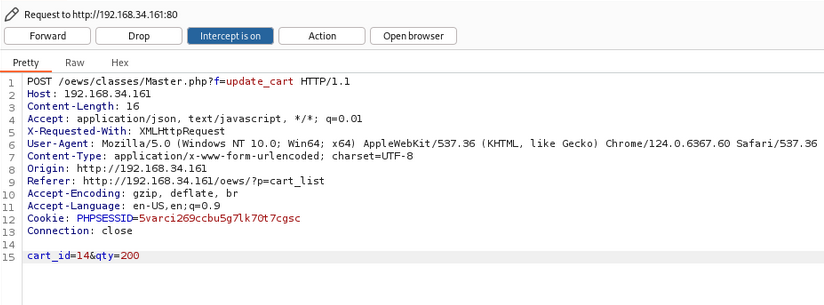 Request to http://192.168.34.161:80
Forward Drop Intercept is on Action Open browser
Pretty Raw Hex
1 POST /oews/classes/Master.php?f=update_cart HTTP/1.1
2 Host: 192.168.34.161
3 Content-Length: 16
4 Accept: application/json, text/javascript, */*; q=0.01
5 X-Requested-With: XMLHttpRequest
6 User-Agent: Mozilla/5.0 (Windows NT 10.0; Win64; x64) AppleWebKit/537.36 (KHTML, like Gecko) Chrome/124.0.6367.60 Safari/537.36
7 Content-Type: application/x-www-form-urlencoded; charset=UTF-8
8 Origin: http://192.168.34.161
9 Referer: http://192.168.34.161/oews/?p=cart_list
10 Accept-Encoding: gzip, deflate, br
11 Accept-Language: en-US,en;q=0.9
12 Cookie: PHPSESSID=5varci269ccbu5g7lk70t7cgsc
13 Connection: close
14
15 cart_id=14&qty=200